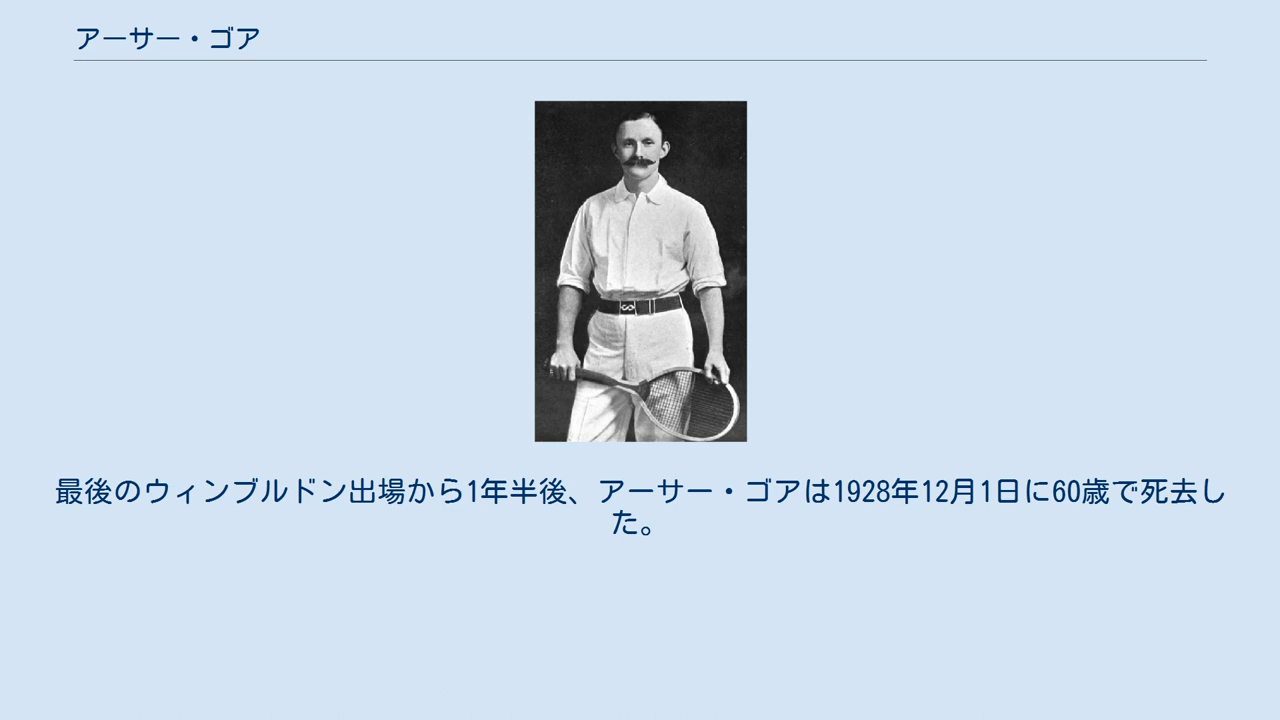 アーサー・ゴア
最後のウィンブルドン出場から1年半後、アーサー・ゴアは1928年12月1日に60歳で死去し
た。